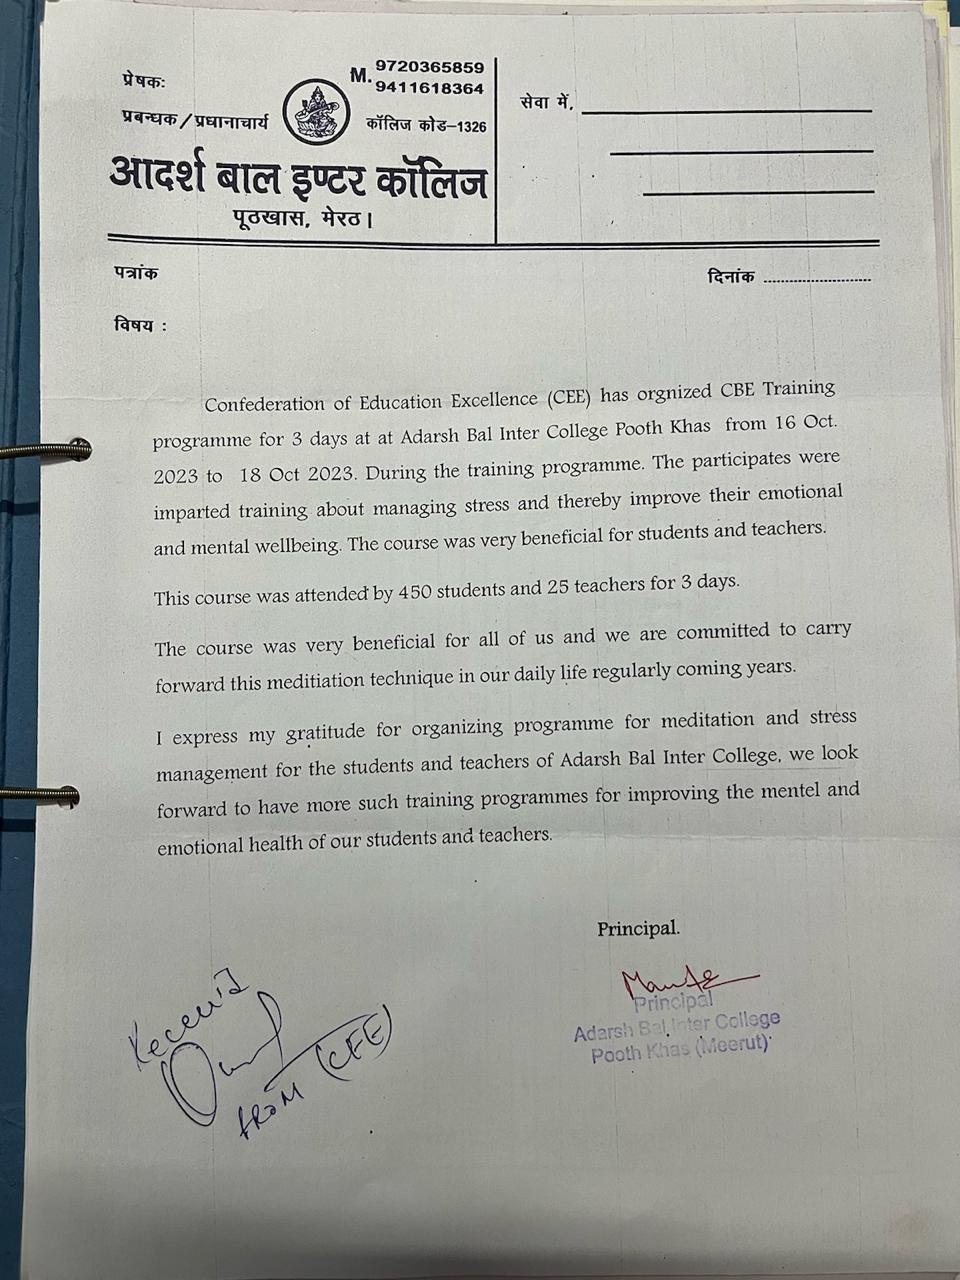 प्रेषकः
M. 9720365859
9411618364
प्रबन्धक/प्रधानाचार्य
कॉलिज कोड-1326
आदर्श बाल इण्टर कॉलिज
पूठखास, मेरठ।
सेवा में,
पत्रांक
दिनांक ............................
विषय :
Confederation of Education Excellence (CEE) has orgnized CBE Training
programme for 3 days at at Adarsh Bal Inter College Pooth Khas from 16 Oct.
2023 to 18 Oct 2023. During the training programme. The participates were
imparted training about managing stress and thereby improve their emotional
and mental wellbeing. The course was very beneficial for students and teachers.
This course was attended by 450 students and 25 teachers for 3 days.
The course was very beneficial for all of us and we are committed to carry
forward this meditiation technique in our daily life regularly coming years.
I express my gratitude for organizing programme for meditation and stress
management for the students and teachers of Adarsh Bal Inter College, we look
forward to have more such training programmes for improving the mentel and
emotional health of our students and teachers.
Principal.
Principal
Adarsh Bal Inter College
Pooth Khas (Meerut)
FROM (CEE)